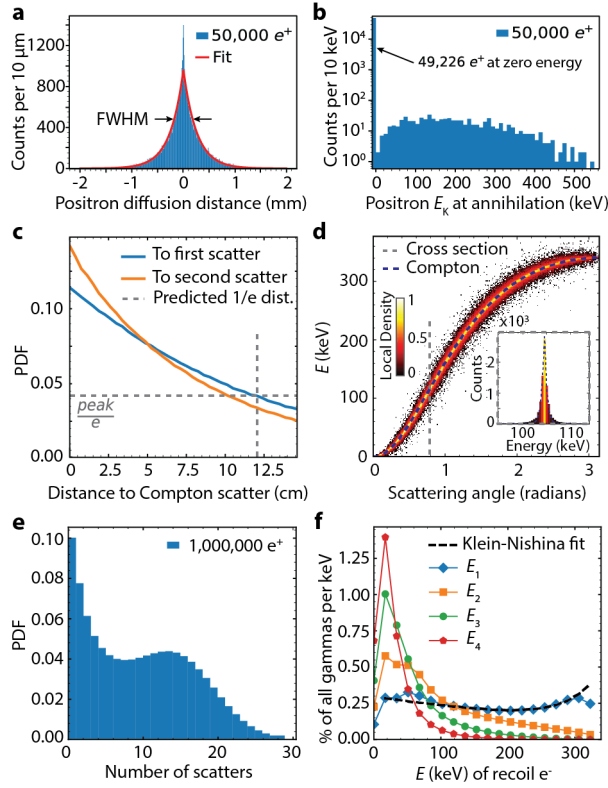 a
1200
800
400
0
Counts per 10 μm
50,000 e⁺
Fit
FWHM
-2 -1 0 1 2
Positron diffusion distance (mm)
b
10⁴
10³
10²
10¹
10⁰
Counts per 10 keV
50,000 e⁺
49,226 e⁺ at zero energy
0 100 200 300 400 500
Positron E_K at annihilation (keV)
c
0.10
0.05
0.00
PDF
To first scatter
To second scatter
Predicted 1/e dist.
peak
e
0 2.5 5.0 7.5 10 12.5
Distance to Compton scatter (cm)
d
300
200
100
0
E (keV)
Cross section
Compton
Local Density
1
0.5
0
x10³
2
1
0
Counts
100 110
Energy (keV)
0 1 2 3
Scattering angle (radians)
e
0.10
0.08
0.06
0.04
0.02
0.00
PDF
1,000,000 e⁺
0 10 20 30
Number of scatters
f
1.25
1.00
0.75
0.50
0.25
0.00
% of all gammas per keV
Klein-Nishina fit
E₁
E₂
E₃
E₄
0 100 200 300
E (keV) of recoil e⁻